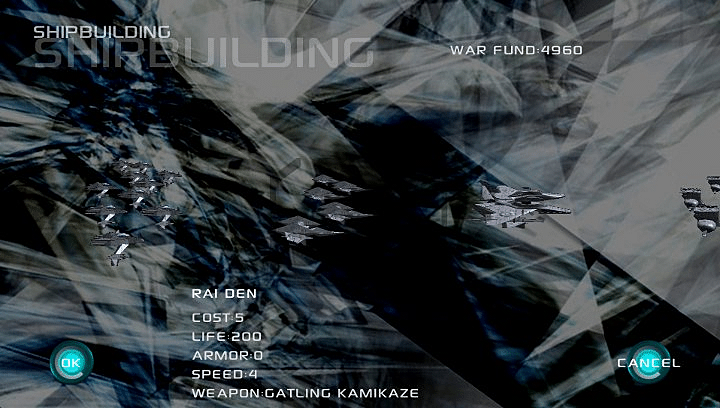 SHIPBUILDING
SHIPBUILDING
WAR FUND:4960
RAI DEN
COST:5
LIFE:200
ARMOR:0
SPEED:4
WEAPON:GATLING KAMIKAZE
OK
CANCEL